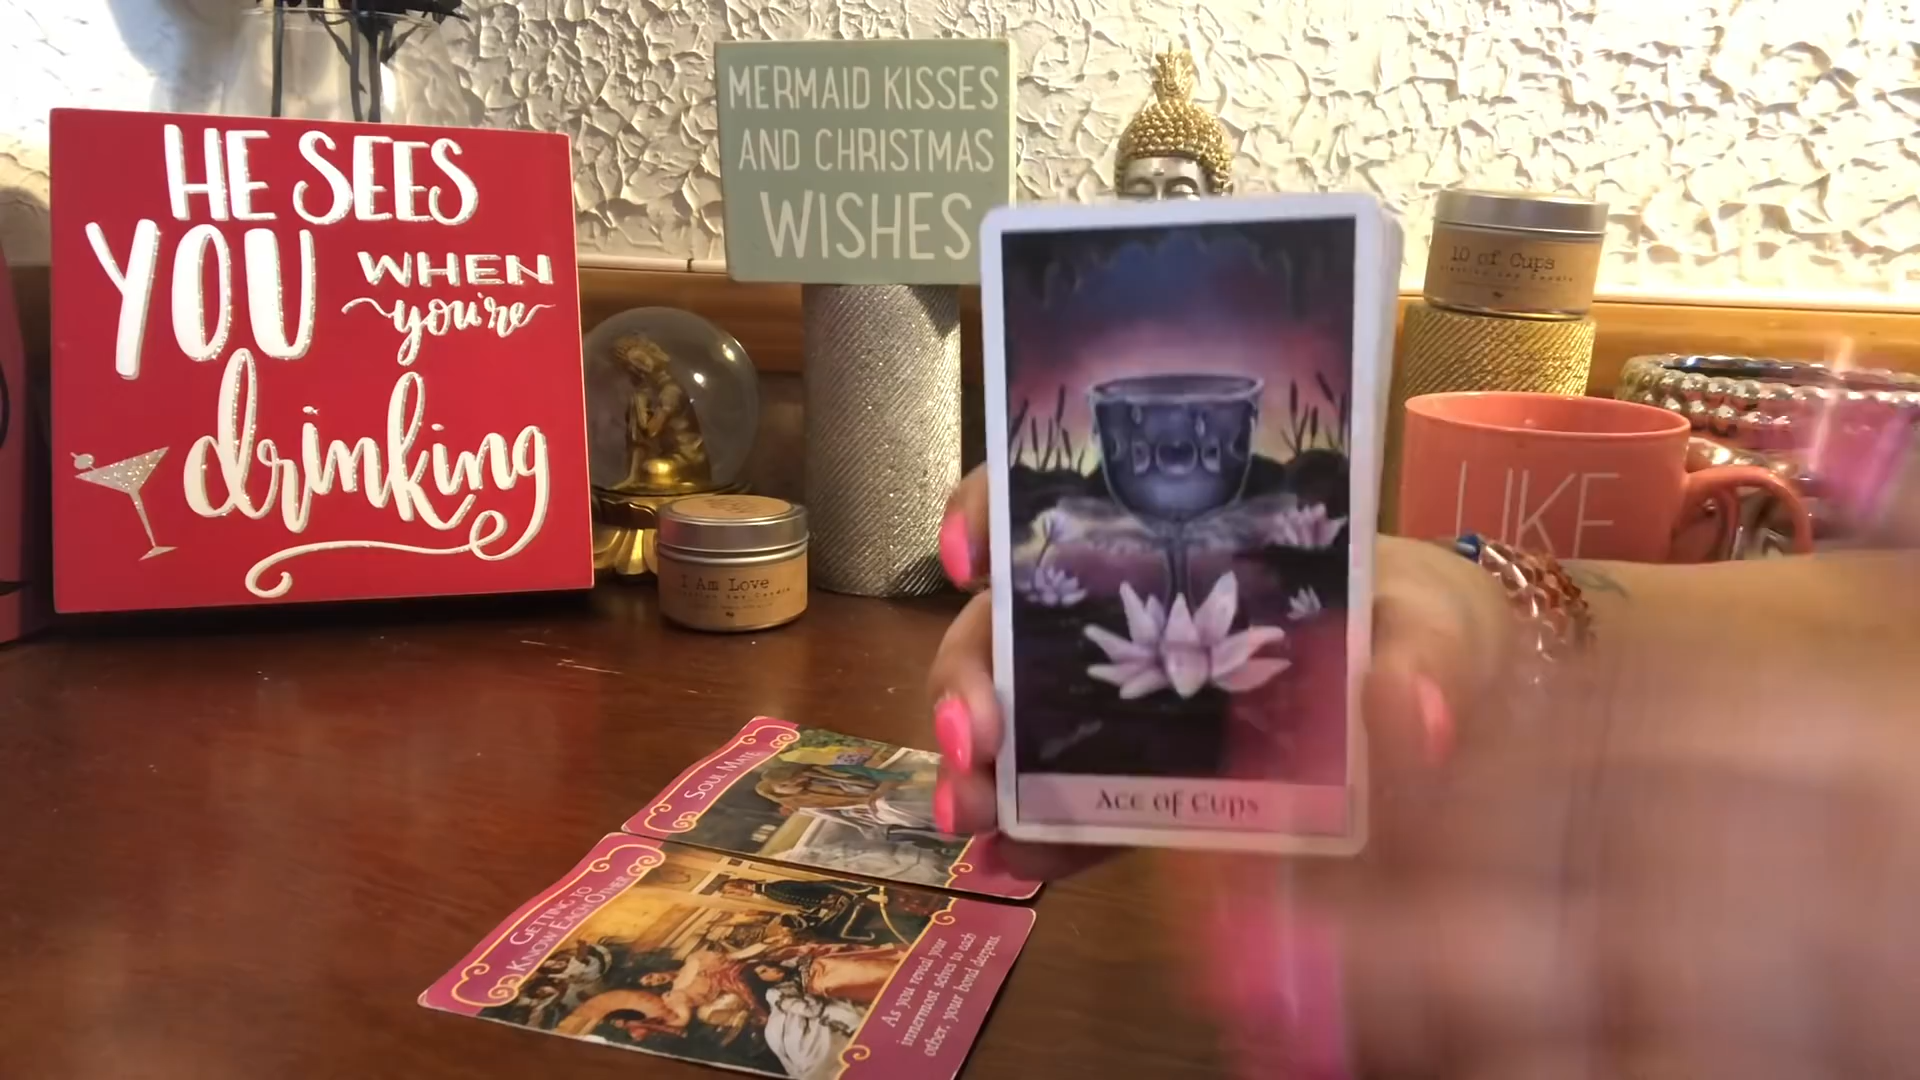 HE SEES
YOU WHEN
you're
drinking
MERMAID KISSES
AND CHRISTMAS
WISHES
10 of Cups
I Am Love
LIKE
Ace of Cups
SOUL MATE
GETTING TO
KNOW EACH OTHER
As you reveal your
innermost selves to each
other, your bond deepens.